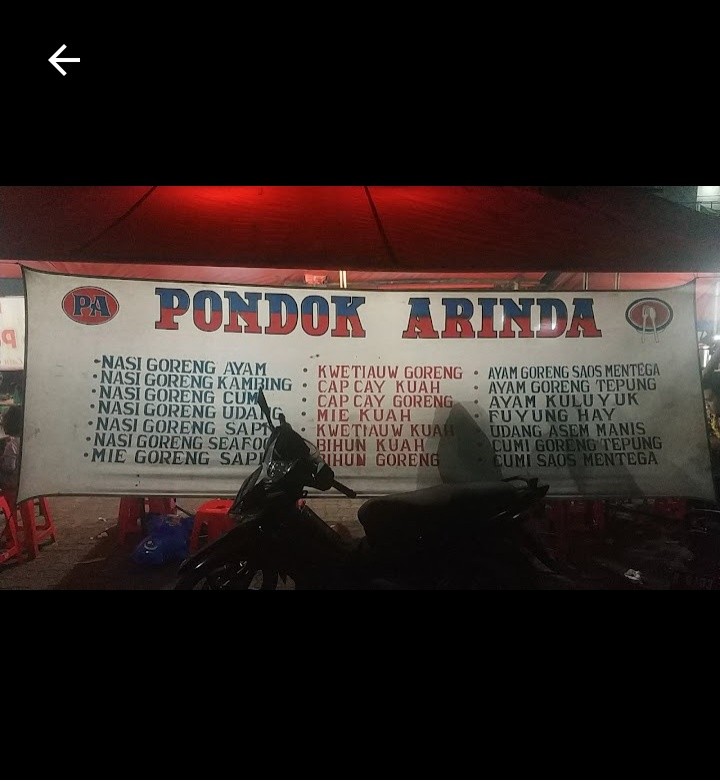 PA
PONDOK ARINDA
•NASI GORENG AYAM
•NASI GORENG KAMBING
•NASI GORENG
•NASI GORENG
•NASI GORENG SAPI
•NASI GORENG
•MIE GORENG SAPI
• KWETIAUW GORENG
• CAP CAY KUAH
• CAP CAY GORENG
• MIE KUAH
• KWETIAUW KUAH
• BIHUN KUAH
• BIHUN GORENG
• AYAM GORENG SAOS MENTEGA
• AYAM GORENG TEPUNG
• AYAM KULUYUK
• FUYUNG HAY
• UDANG ASEM MANIS
• CUMI GORENG TEPUNG
• CUMI SAOS MENTEGA